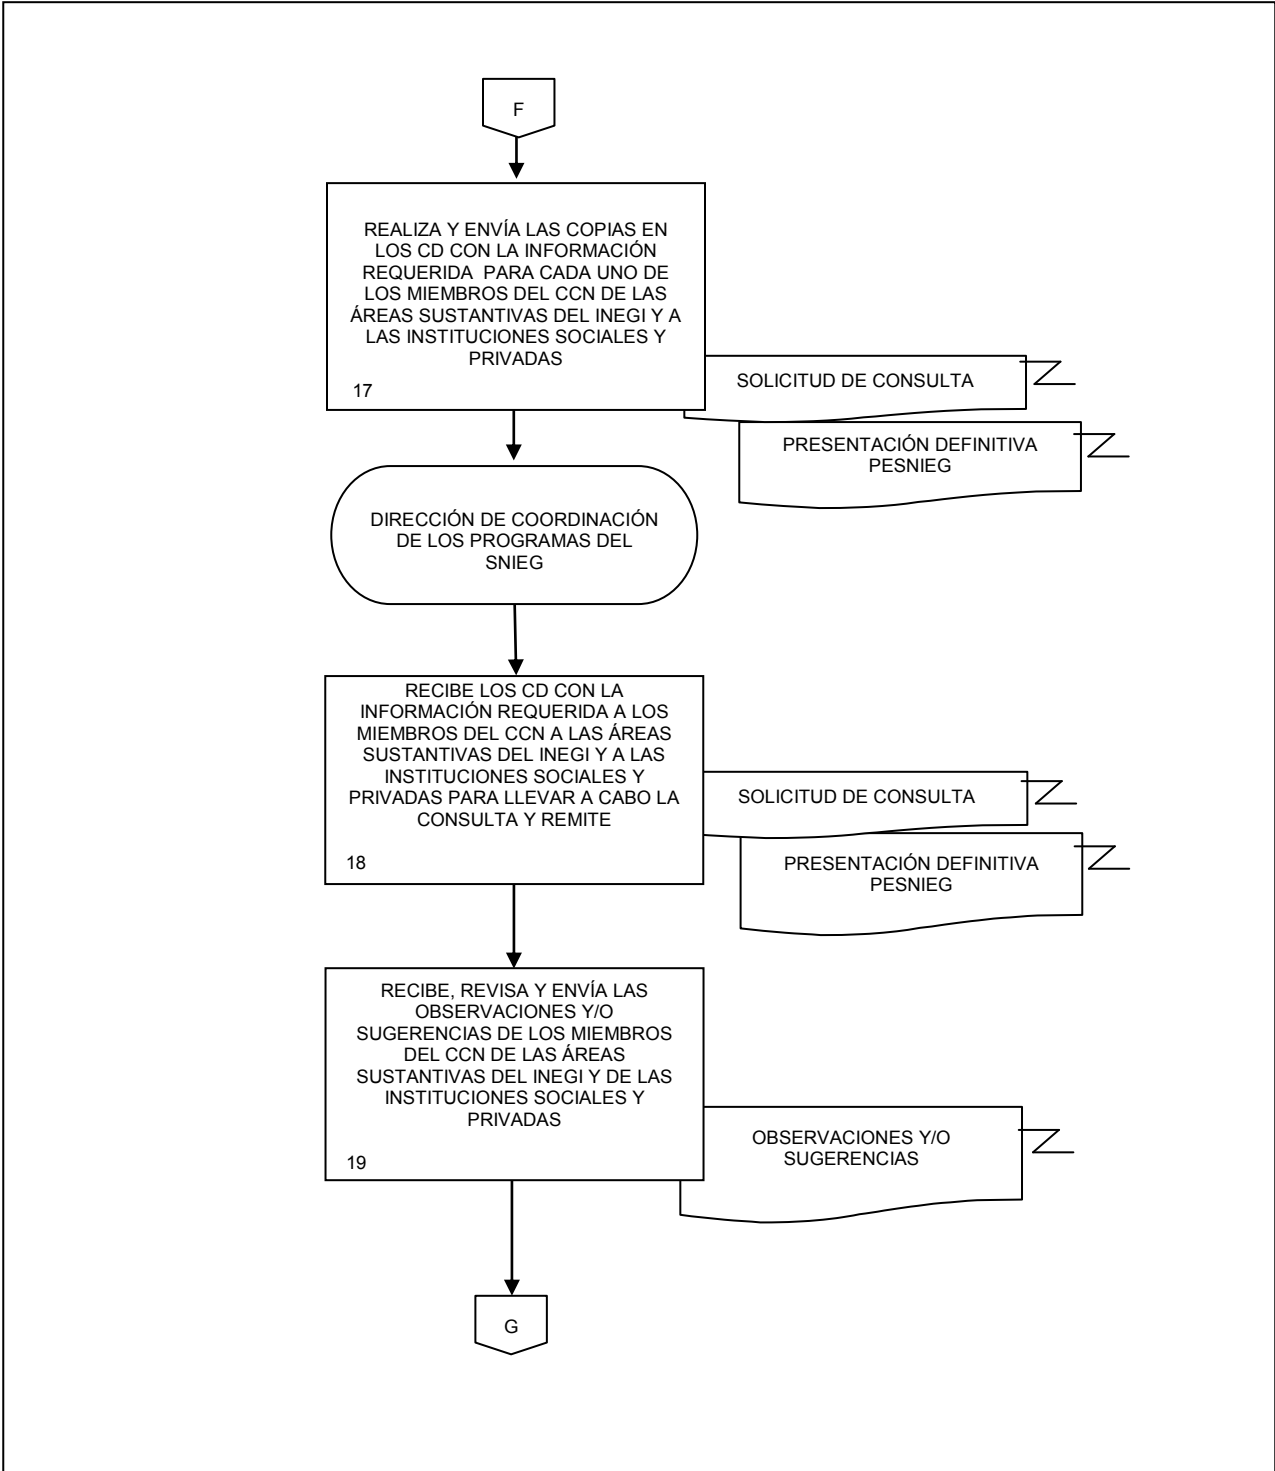 F
REALIZA Y ENVÍA LAS COPIAS EN
LOS CD CON LA INFORMACIÓN
REQUERIDA PARA CADA UNO DE
LOS MIEMBROS DEL CCN DE LAS
ÁREAS SUSTANTIVAS DEL INEGI Y A
LAS INSTITUCIONES SOCIALES Y
PRIVADAS
17
SOLICITUD DE CONSULTA
PRESENTACIÓN DEFINITIVA
PESNIEG
DIRECCIÓN DE COORDINACIÓN
DE LOS PROGRAMAS DEL
SNIEG
RECIBE LOS CD CON LA
INFORMACIÓN REQUERIDA A LOS
MIEMBROS DEL CCN A LAS ÁREAS
SUSTANTIVAS DEL INEGI Y A LAS
INSTITUCIONES SOCIALES Y
PRIVADAS PARA LLEVAR A CABO LA
CONSULTA Y REMITE
18
SOLICITUD DE CONSULTA
PRESENTACIÓN DEFINITIVA
PESNIEG
RECIBE, REVISA Y ENVÍA LAS
OBSERVACIONES Y/O
SUGERENCIAS DE LOS MIEMBROS
DEL CCN DE LAS ÁREAS
SUSTANTIVAS DEL INEGI Y DE LAS
INSTITUCIONES SOCIALES Y
PRIVADAS
19
OBSERVACIONES Y/O
SUGERENCIAS
G